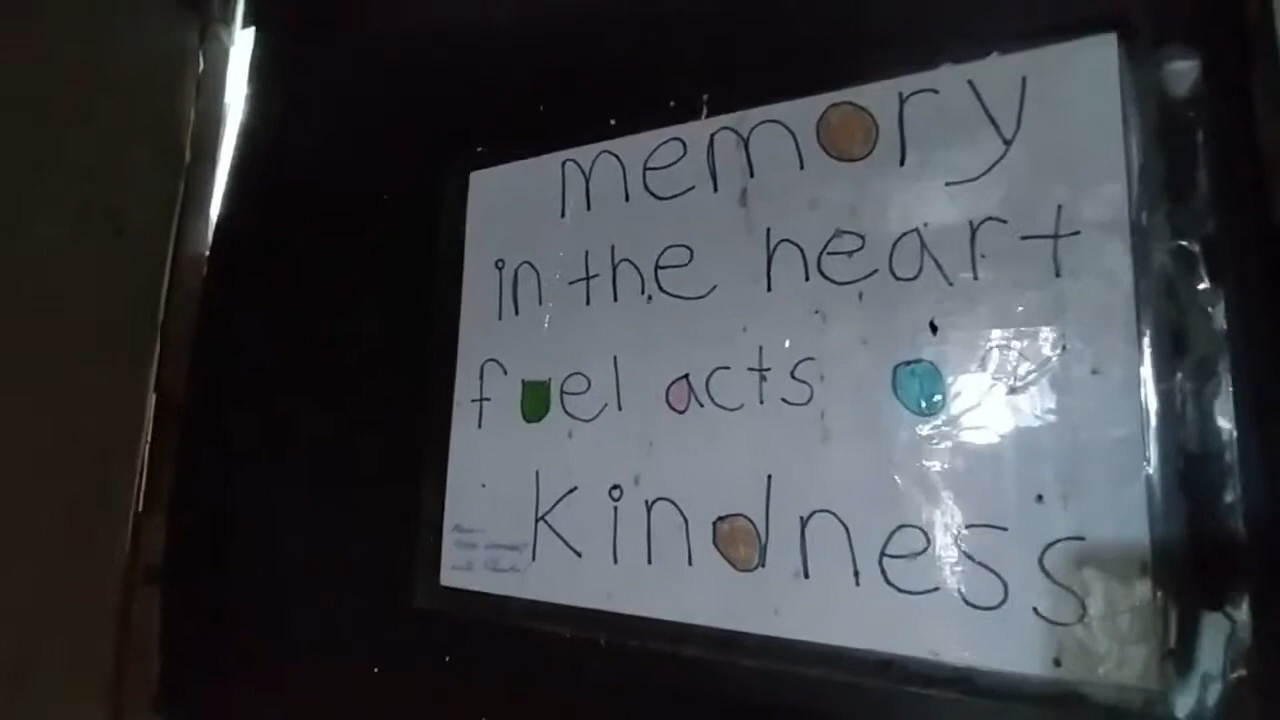 memory
in the heart
fuel acts o
Kindness